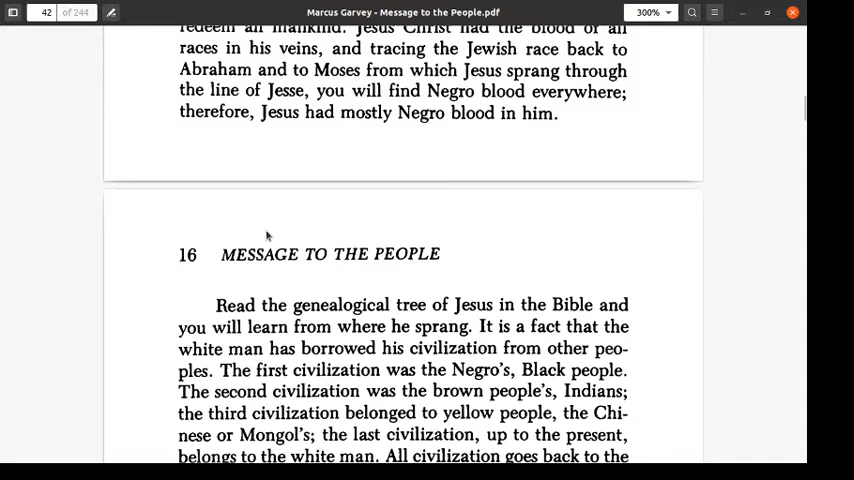 42 of 244
Marcus Garvey - Message to the People.pdf
300%
redeem all mankind. Jesus Christ had the blood of all
races in his veins, and tracing the Jewish race back to
Abraham and to Moses from which Jesus sprang through
the line of Jesse, you will find Negro blood everywhere;
therefore, Jesus had mostly Negro blood in him.
16 MESSAGE TO THE PEOPLE
Read the genealogical tree of Jesus in the Bible and
you will learn from where he sprang. It is a fact that the
white man has borrowed his civilization from other peo-
ples. The first civilization was the Negro's, Black people.
The second civilization was the brown people's, Indians;
the third civilization belonged to yellow people, the Chi-
nese or Mongol's; the last civilization, up to the present,
belongs to the white man. All civilization goes back to the